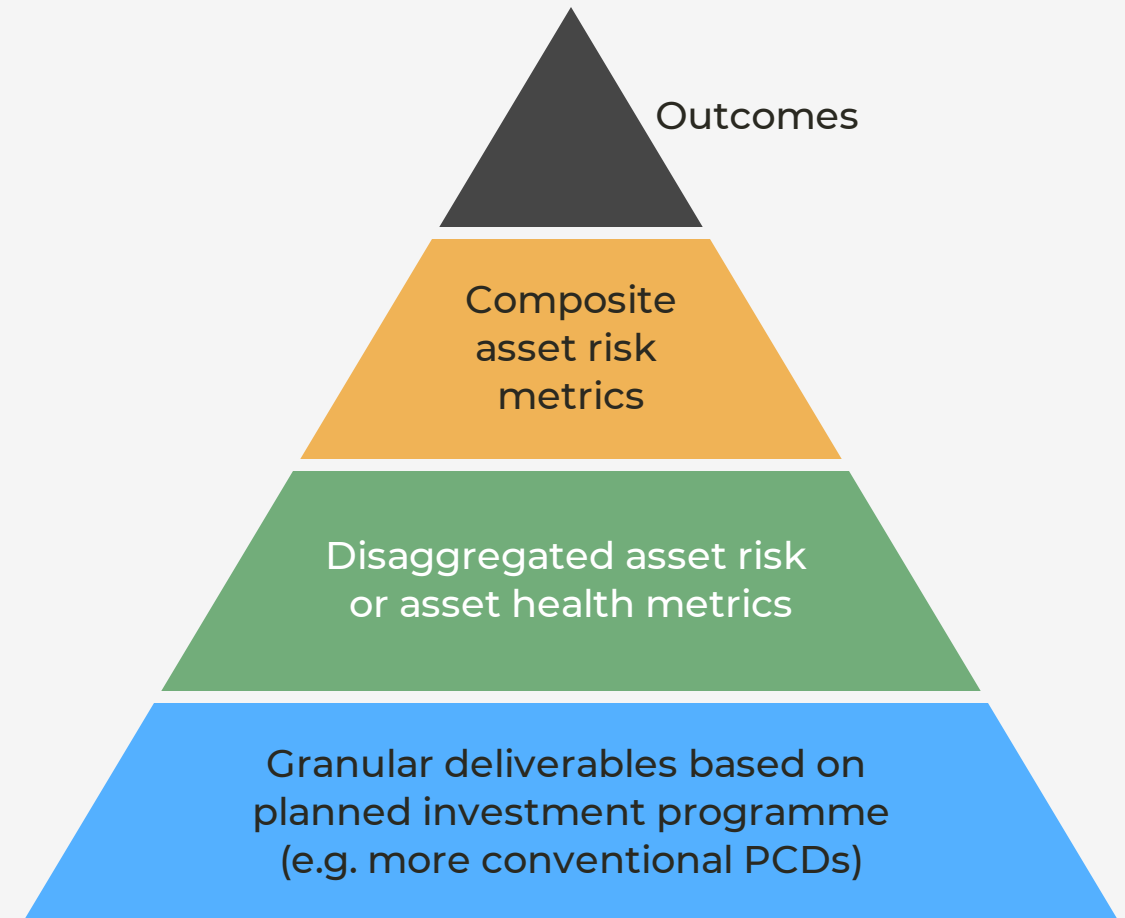 Outcomes
Composite
asset risk
metrics
Disaggregated asset risk
or asset health metrics
Granular deliverables based on
planned investment programme
(e.g. more conventional PCDs)